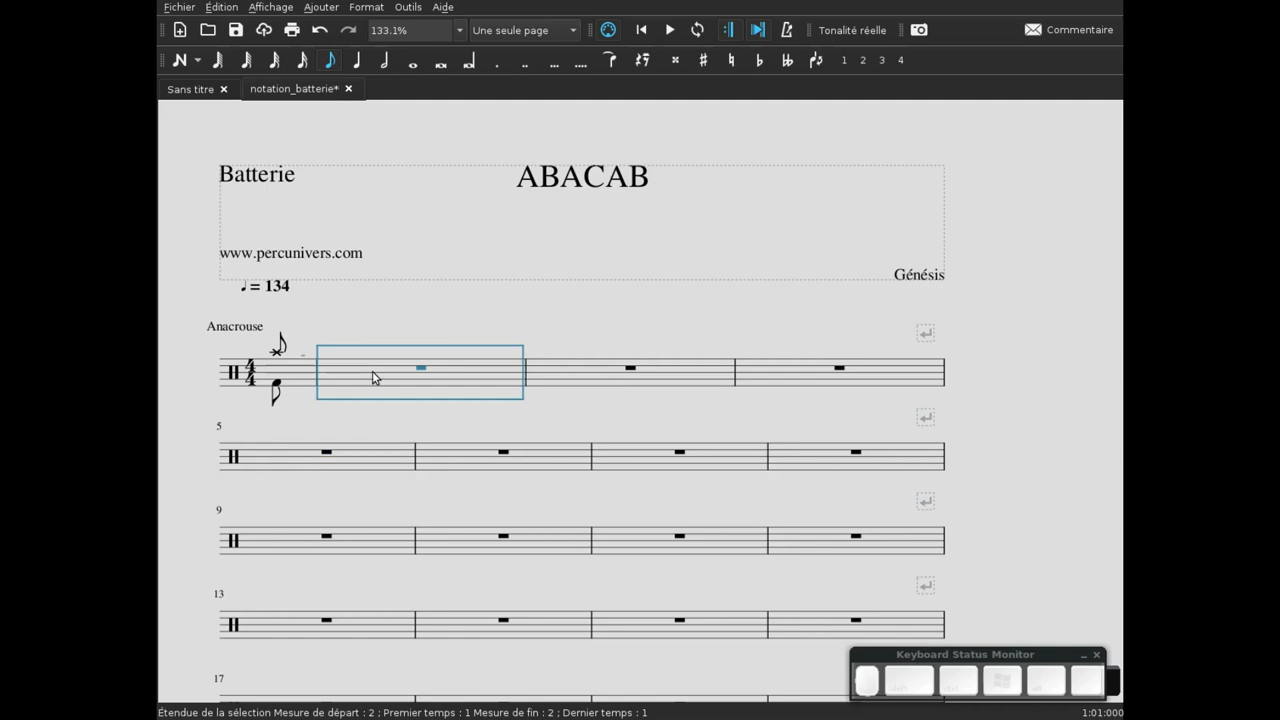 Fichier Édition Affichage Ajouter Format Outils Aide
133.1% Une seule page Tonalité réelle Commentaire
N 1 2 3 4
Sans titre notation_batterie*
Batterie ABACAB
www.percunivers.com
Génésis
= 134
Anacrouse
4
4
5
9
13
17
Keyboard Status Monitor
Étendue de la sélection Mesure de départ : 2 ; Premier temps : 1 Mesure de fin : 2 ; Dernier temps : 1 1:01:000